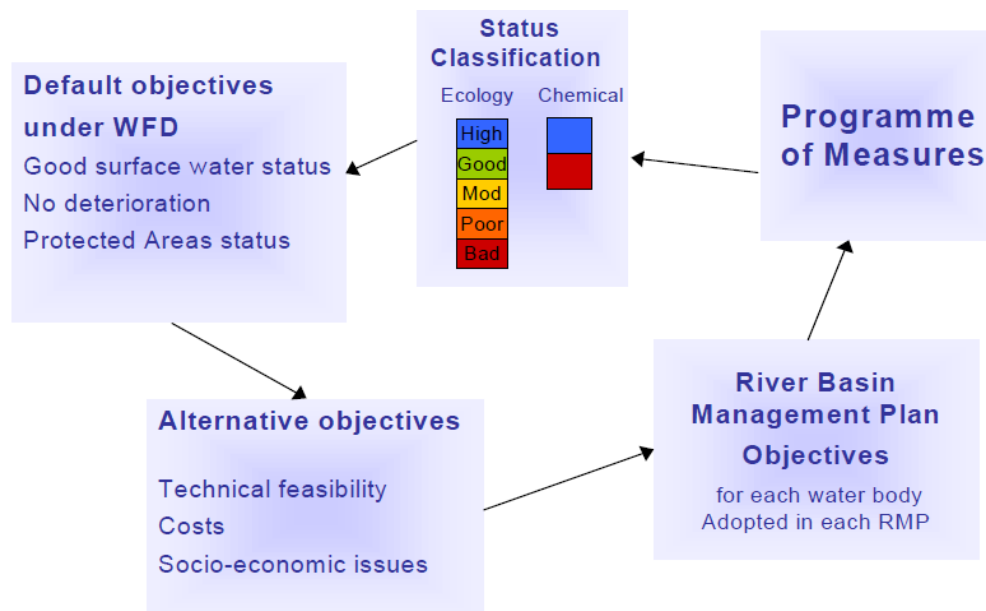 Status
Classification
Ecology Chemical
High
Good
Mod
Poor
Bad
Default objectives
under WFD
Good surface water status
No deterioration
Protected Areas status
Alternative objectives
Technical feasibility
Costs
Socio-economic issues
River Basin
Management Plan
Objectives
for each water body
Adopted in each RMP
Programme
of Measures